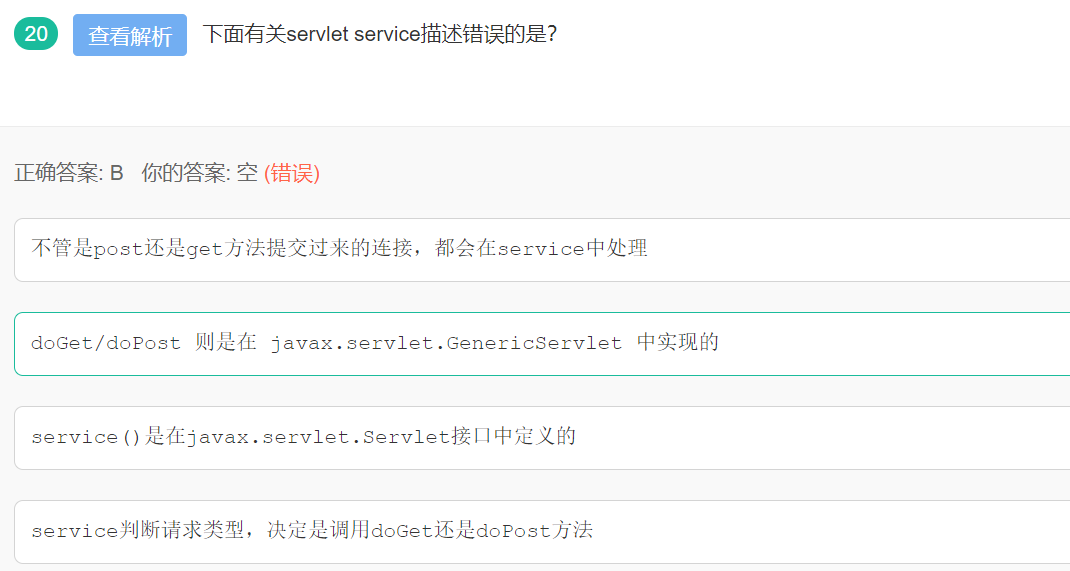 20 查看解析 下面有关servlet service描述错误的是?
正确答案: B 你的答案: 空 (错误)
不管是post还是get方法提交过来的连接，都会在service中处理
doGet/doPost 则是在 javax.servlet.GenericServlet 中实现的
service()是在javax.servlet.Servlet接口中定义的
service判断请求类型，决定是调用doGet还是doPost方法